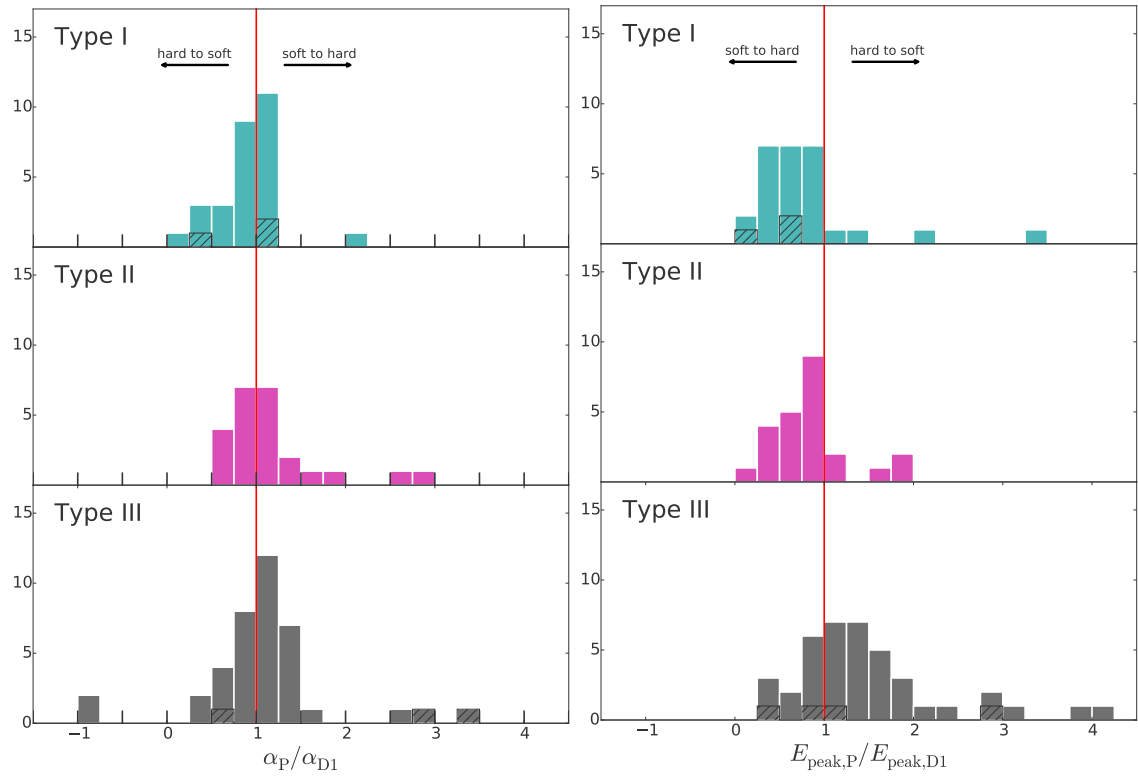 Type I
hard to soft soft to hard
15
10
5
Type II
15
10
5
Type III
15
10
5
0
−1 0 1 2 3 4
α_P/α_D1
Type I
soft to hard hard to soft
15
10
5
Type II
15
10
5
Type III
15
10
5
0
−1 0 1 2 3 4
E_peak,P/E_peak,D1